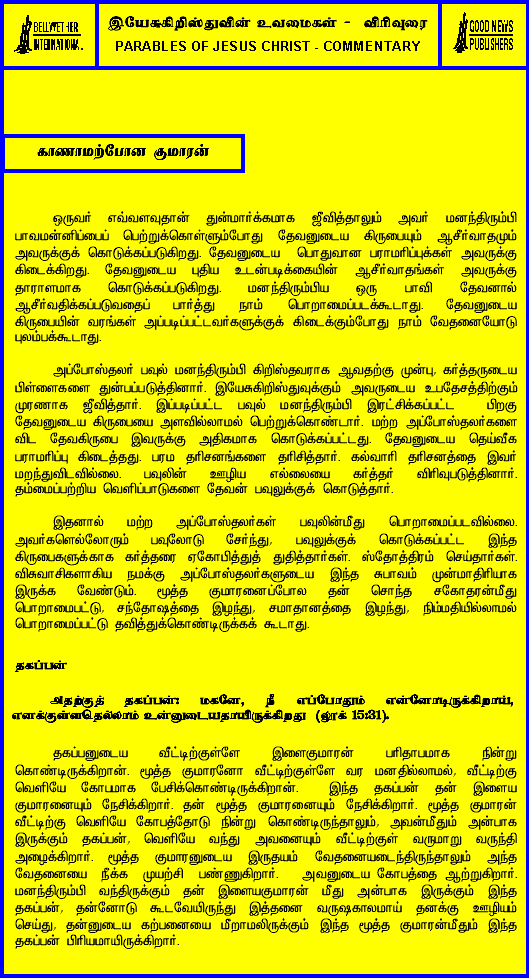 BELLWETHER
INTERNATIONAL
இயேசுகிறிஸ்துவின் உவமைகள் - விரிவுரை
PARABLES OF JESUS CHRIST - COMMENTARY
GOOD NEWS
PUBLISHERS
காணாமற்போன குமாரன்
ஒருவர் எவ்வளவுதான் துன்மார்க்கமாக ஜீவித்தாலும் அவர் மனந்திரும்பி
பாவமன்னிப்பைப் பெற்றுக்கொள்ளும்போது தேவனுடைய கிருபையும் ஆசீர்வாதமும்
அவருக்குக் கொடுக்கப்படுகிறது. தேவனுடைய பொதுவான பராமரிப்புக்கள் அவருக்கு
கிடைக்கிறது. தேவனுடைய புதிய உடன்படிக்கையின் ஆசீர்வாதங்கள் அவருக்கு
தாராளமாக கொடுக்கப்படுகிறது. மனந்திரும்பிய ஒரு பாவி தேவனால்
ஆசீர்வதிக்கப்படுவதைப் பார்த்து நாம் பொறாமைப்படக்கூடாது. தேவனுடைய
கிருபையின் வரங்கள் அப்படிப்பட்டவர்களுக்குக் கிடைக்கும்போது நாம் வேதனையோடு
புலம்பக்கூடாது.
அப்போஸ்தலர் பவுல் மனந்திரும்பி கிறிஸ்தவராக ஆவதற்கு முன்பு, கர்த்தருடைய
பிள்ளைகளை துன்பப்படுத்தினார். இயேசுகிறிஸ்துவுக்கும் அவருடைய உபதேசத்திற்கும்
முரணாக ஜீவித்தார். இப்படிப்பட்ட பவுல் மனந்திரும்பி இரட்சிக்கப்பட்ட பிறகு
தேவனுடைய கிருபையை அளவில்லாமல் பெற்றுக்கொண்டார். மற்ற அப்போஸ்தலர்களை
விட தேவகிருபை இவருக்கு அதிகமாக கொடுக்கப்பட்டது. தேவனுடைய தெய்வீக
பராமரிப்பு கிடைத்தது. பரம தரிசனங்களை தரிசித்தார். கல்வாரி தரிசனத்தை இவர்
மறந்துவிடவில்லை. பவுலின் ஊழிய எல்லையை கர்த்தர் விரிவுபடுத்தினார்.
தம்மைப்பற்றிய வெளிப்பாடுகளை தேவன் பவுலுக்குக் கொடுத்தார்.
இதனால் மற்ற அப்போஸ்தலர்கள் பவுலின்மீது பொறாமைப்படவில்லை.
அவர்களெல்லோரும் பவுலோடு சேர்ந்து, பவுலுக்குக் கொடுக்கப்பட்ட இந்த
கிருபைகளுக்காக கர்த்தரை ஏகோபித்துத் துதித்தார்கள். ஸ்தோத்திரம் செய்தார்கள்.
விசுவாசிகளாகிய நமக்கு அப்போஸ்தலர்களுடைய இந்த சுபாவம் முன்மாதிரியாக
இருக்க வேண்டும். மூத்த குமாரனைப்போல தன் சொந்த சகோதரன்மீது
பொறாமைபட்டு, சந்தோஷத்தை இழந்து, சமாதானத்தை இழந்து, நிம்மதியில்லாமல்
பொறாமைப்பட்டு தவித்துக்கொண்டிருக்கக் கூடாது.
தகப்பன்
அதற்குத் தகப்பன்: மகனே, நீ எப்போதும் என்னோடிருக்கிறாய்,
எனக்குள்ளதெல்லாம் உன்னுடையதாயிருக்கிறது (லூக் 15:31).
தகப்பனுடைய வீட்டிற்குள்ளே இளைகுமாரன் பரிதாபமாக நின்று
கொண்டிருக்கிறான். மூத்த குமாரனோ வீட்டிற்குள்ளே வர மனதில்லாமல், வீட்டிற்கு
வெளியே கோபமாக பேசிக்கொண்டிருக்கிறான். இந்த தகப்பன் தன் இளைய
குமாரனையும் நேசிக்கிறார். தன் மூத்த குமாரனையும் நேசிக்கிறார். மூத்த குமாரன்
வீட்டிற்கு வெளியே கோபத்தோடு நின்று கொண்டிருந்தாலும், அவன்மீதும் அன்பாக
இருக்கும் தகப்பன், வெளியே வந்து அவனையும் வீட்டிற்குள் வருமாறு வருந்தி
அழைக்கிறார். மூத்த குமாரனுடைய இருதயம் வேதனையடைந்திருந்தாலும் அந்த
வேதனையை நீக்க முயற்சி பண்ணுகிறார். அவனுடைய கோபத்தை ஆற்றுகிறார்.
மனந்திரும்பி வந்திருக்கும் தன் இளையகுமாரன் மீது அன்பாக இருக்கும் இந்த
தகப்பன், தன்னோடு கூடவேயிருந்து இத்தனை வருஷகாலமாய் தனக்கு ஊழியம்
செய்து, தன்னுடைய கற்பனையை மீறாமலிருக்கும் இந்த மூத்த குமாரன்மீதும் இந்த
தகப்பன் பிரியமாயிருக்கிறார்.